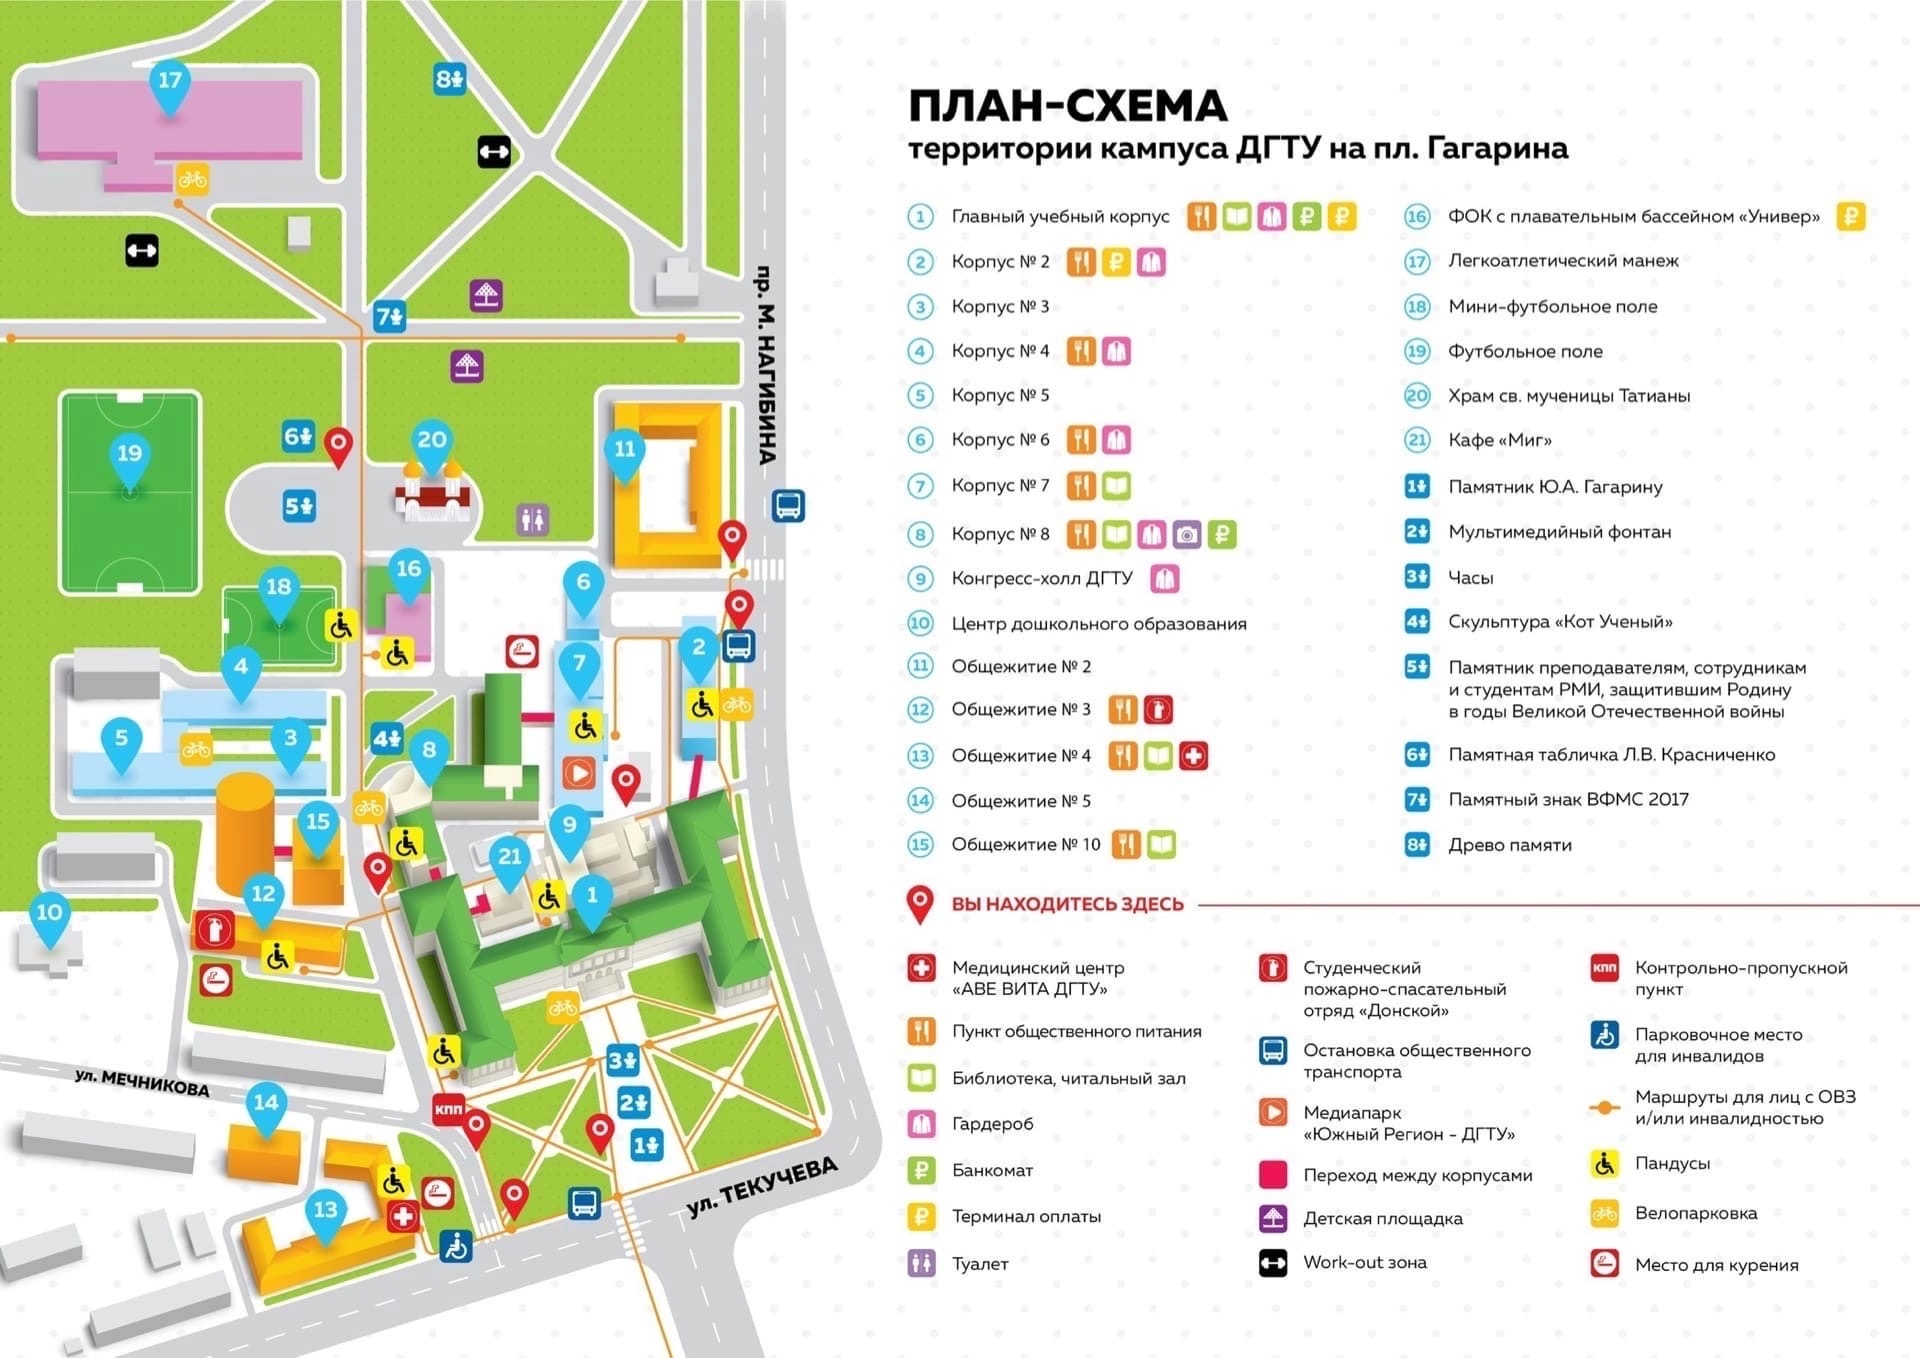 ПЛАН-СХЕМА
территории кампуса ДГТУ на пл. Гагарина
1 Главный учебный корпус
2 Корпус № 2
3 Корпус № 3
4 Корпус № 4
5 Корпус № 5
6 Корпус № 6
7 Корпус № 7
8 Корпус № 8
9 Конгресс-холл ДГТУ
10 Центр дошкольного образования
11 Общежитие № 2
12 Общежитие № 3
13 Общежитие № 4
14 Общежитие № 5
15 Общежитие № 10
16 ФОК с плавательным бассейном «Универ»
17 Легкоатлетический манеж
18 Мини-футбольное поле
19 Футбольное поле
20 Храм св. мученицы Татианы
21 Кафе «Миг»
1 Памятник Ю.А. Гагарину
2 Мультимедийный фонтан
3 Часы
4 Скульптура «Кот Ученый»
5 Памятник преподавателям, сотрудникам
и студентам РМИ, защитившим Родину
в годы Великой Отечественной войны
6 Памятная табличка Л.В. Красниченко
7 Памятный знак ВФМС 2017
8 Древо памяти
ВЫ НАХОДИТЕСЬ ЗДЕСЬ
Медицинский центр
«АВЕ ВИТА ДГТУ»
Пункт общественного питания
Библиотека, читальный зал
Гардероб
Банкомат
Терминал оплаты
Туалет
Студенческий
пожарно-спасательный
отряд «Донской»
Остановка общественного
транспорта
Медиапарк
«Южный Регион - ДГТУ»
Переход между корпусами
Детская площадка
Work-out зона
КПП Контрольно-пропускной
пункт
Парковочное место
для инвалидов
Маршруты для лиц с ОВЗ
и/или инвалидностью
Пандусы
Велопарковка
Место для курения
17
8
7
пр. М. НАГИБИНА
6
20
11
19
5
16
6
18
2
7
4
5
3
4
8
15
9
21
12
1
10
3
ул. МЕЧНИКОВА
14
КПП
2
1
13
ул. ТЕКУЧЕВА